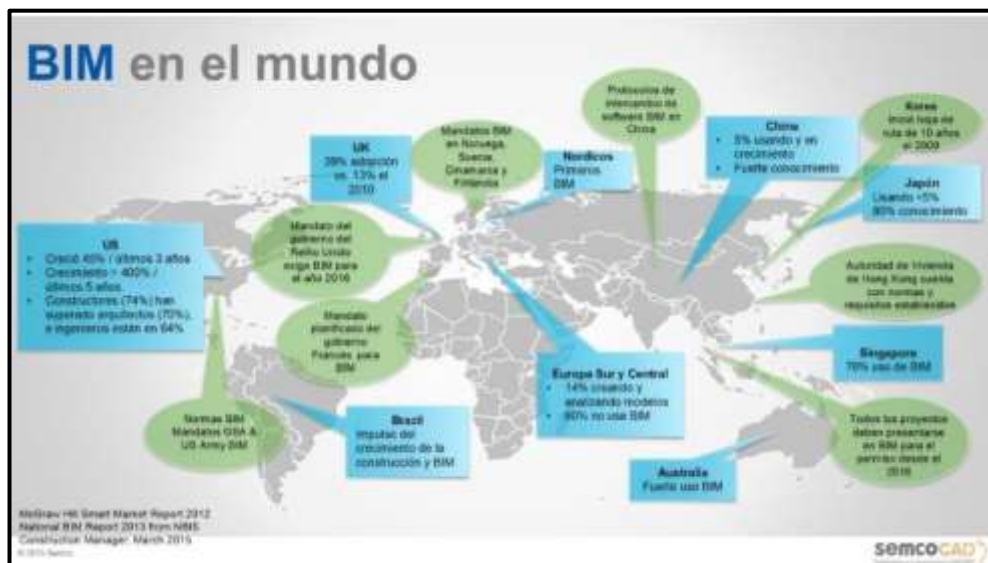 BIM en el mundo
UK
39% adopción
vs. 13% el
2010
Mandatos BIM
en Noruega,
Suecia,
Dinamarca y
Finlandia
Nordicos
Primeros
BIM
Protocolos de
intercambio de
software BIM en
China
China
• 5% usando y en
crecimiento
• Fuerte conocimiento
Korea
Inició hoja de
ruta de 10 años
el 2009
Japón
Usando <5%
80% conocimiento
US
• Creció 45% / últimos 3 años
• Crecimiento > 400% /
últimos 5 años
• Constructores (74%) han
superado arquitectos (70%),
e ingenieros están en 64%
Mandato del
gobierno del
Reino Unido
exige BIM para
el año 2016
Mandato
planificado del
gobierno
Francés para
BIM
Autoridad de Vivienda
de Hong Kong cuenta
con normas y
requisitos establecidos
Singapore
76% uso de BIM
Europa Sur y Central
• 14% creando y
analizando modelos
• 60% no usa BIM
Normas BIM
Mandatos GSA &
US Army BIM
Brazil
Impulso del
crecimiento de la
construcción y BIM
Australia
Fuerte uso BIM
Todos los proyectos
deben presentarse
en BIM para el
permiso desde el
McGraw Hill Smart Market Report 2012
National BIM Report 2013 from NBS
Construction Manager, March 2015
© 2015 Semco
semcoCAD